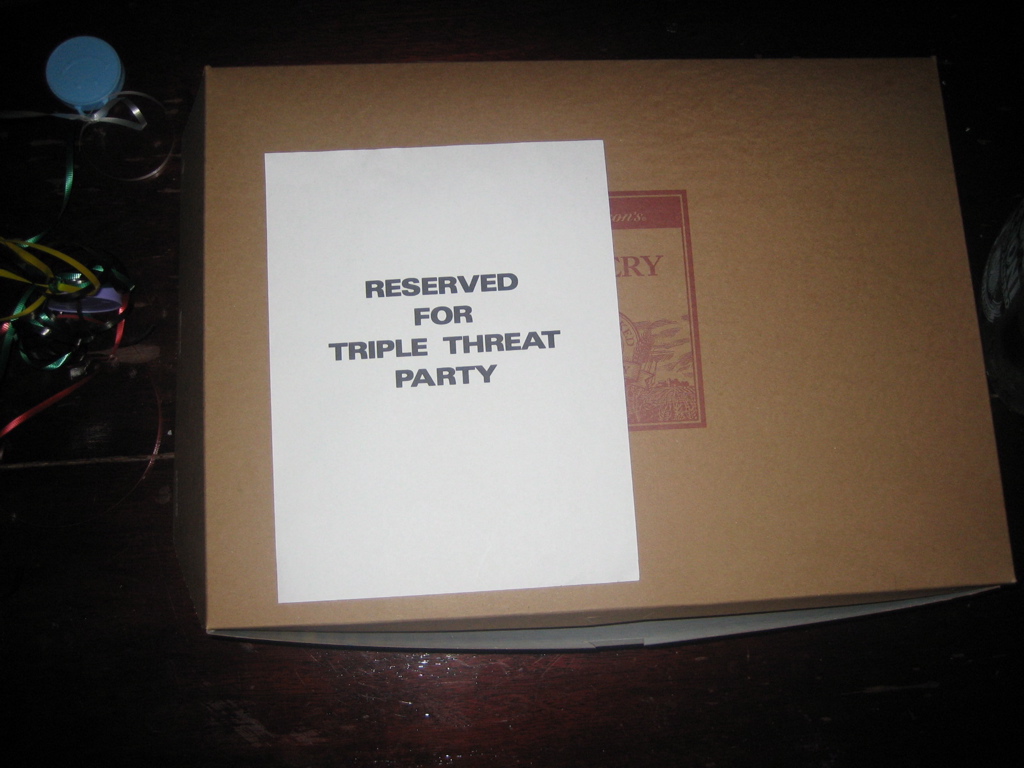 RESERVED
FOR
TRIPLE THREAT
PARTY